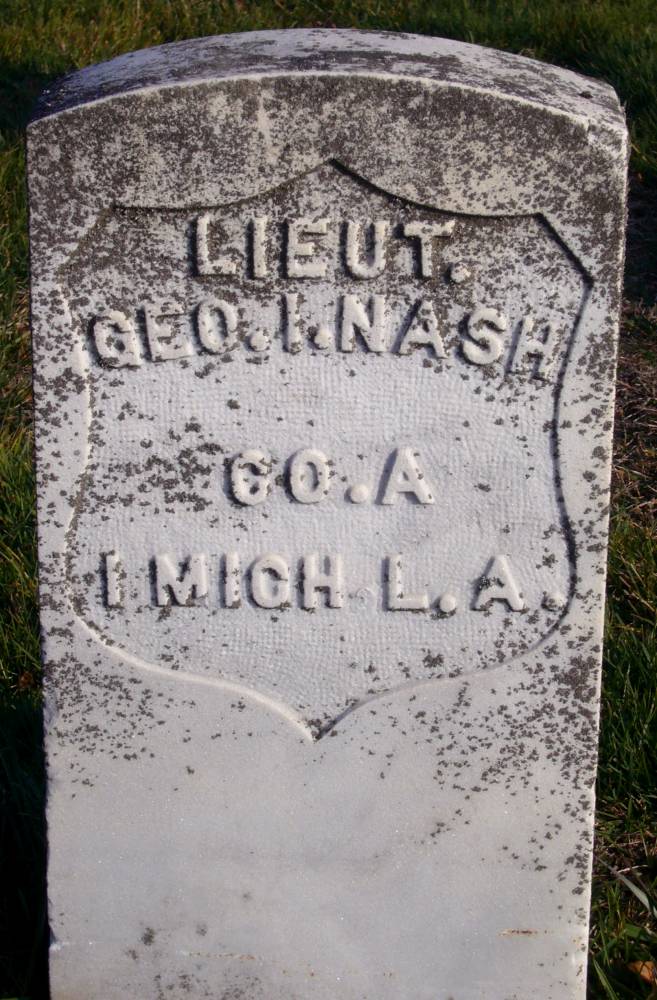 LIEUT.
GEO. I. NASH
CO. A
1 MICH L. A.